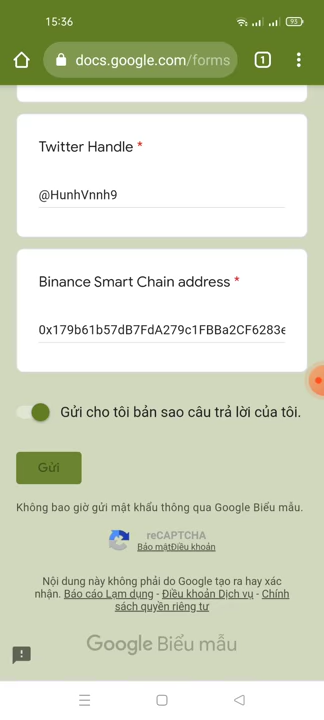 15:36
93
docs.google.com/forms
1
Twitter Handle *
@HunhVnnh9
Binance Smart Chain address *
0x179b61b57dB7FdA279c1FBBa2CF6283e
Gửi cho tôi bản sao câu trả lời của tôi.
Gửi
Không bao giờ gửi mật khẩu thông qua Google Biểu mẫu.
reCAPTCHA
Bảo mậtĐiều khoản
Nội dung này không phải do Google tạo ra hay xác
nhận. Báo cáo Lạm dụng - Điều khoản Dịch vụ - Chính
sách quyền riêng tư
Google Biểu mẫu